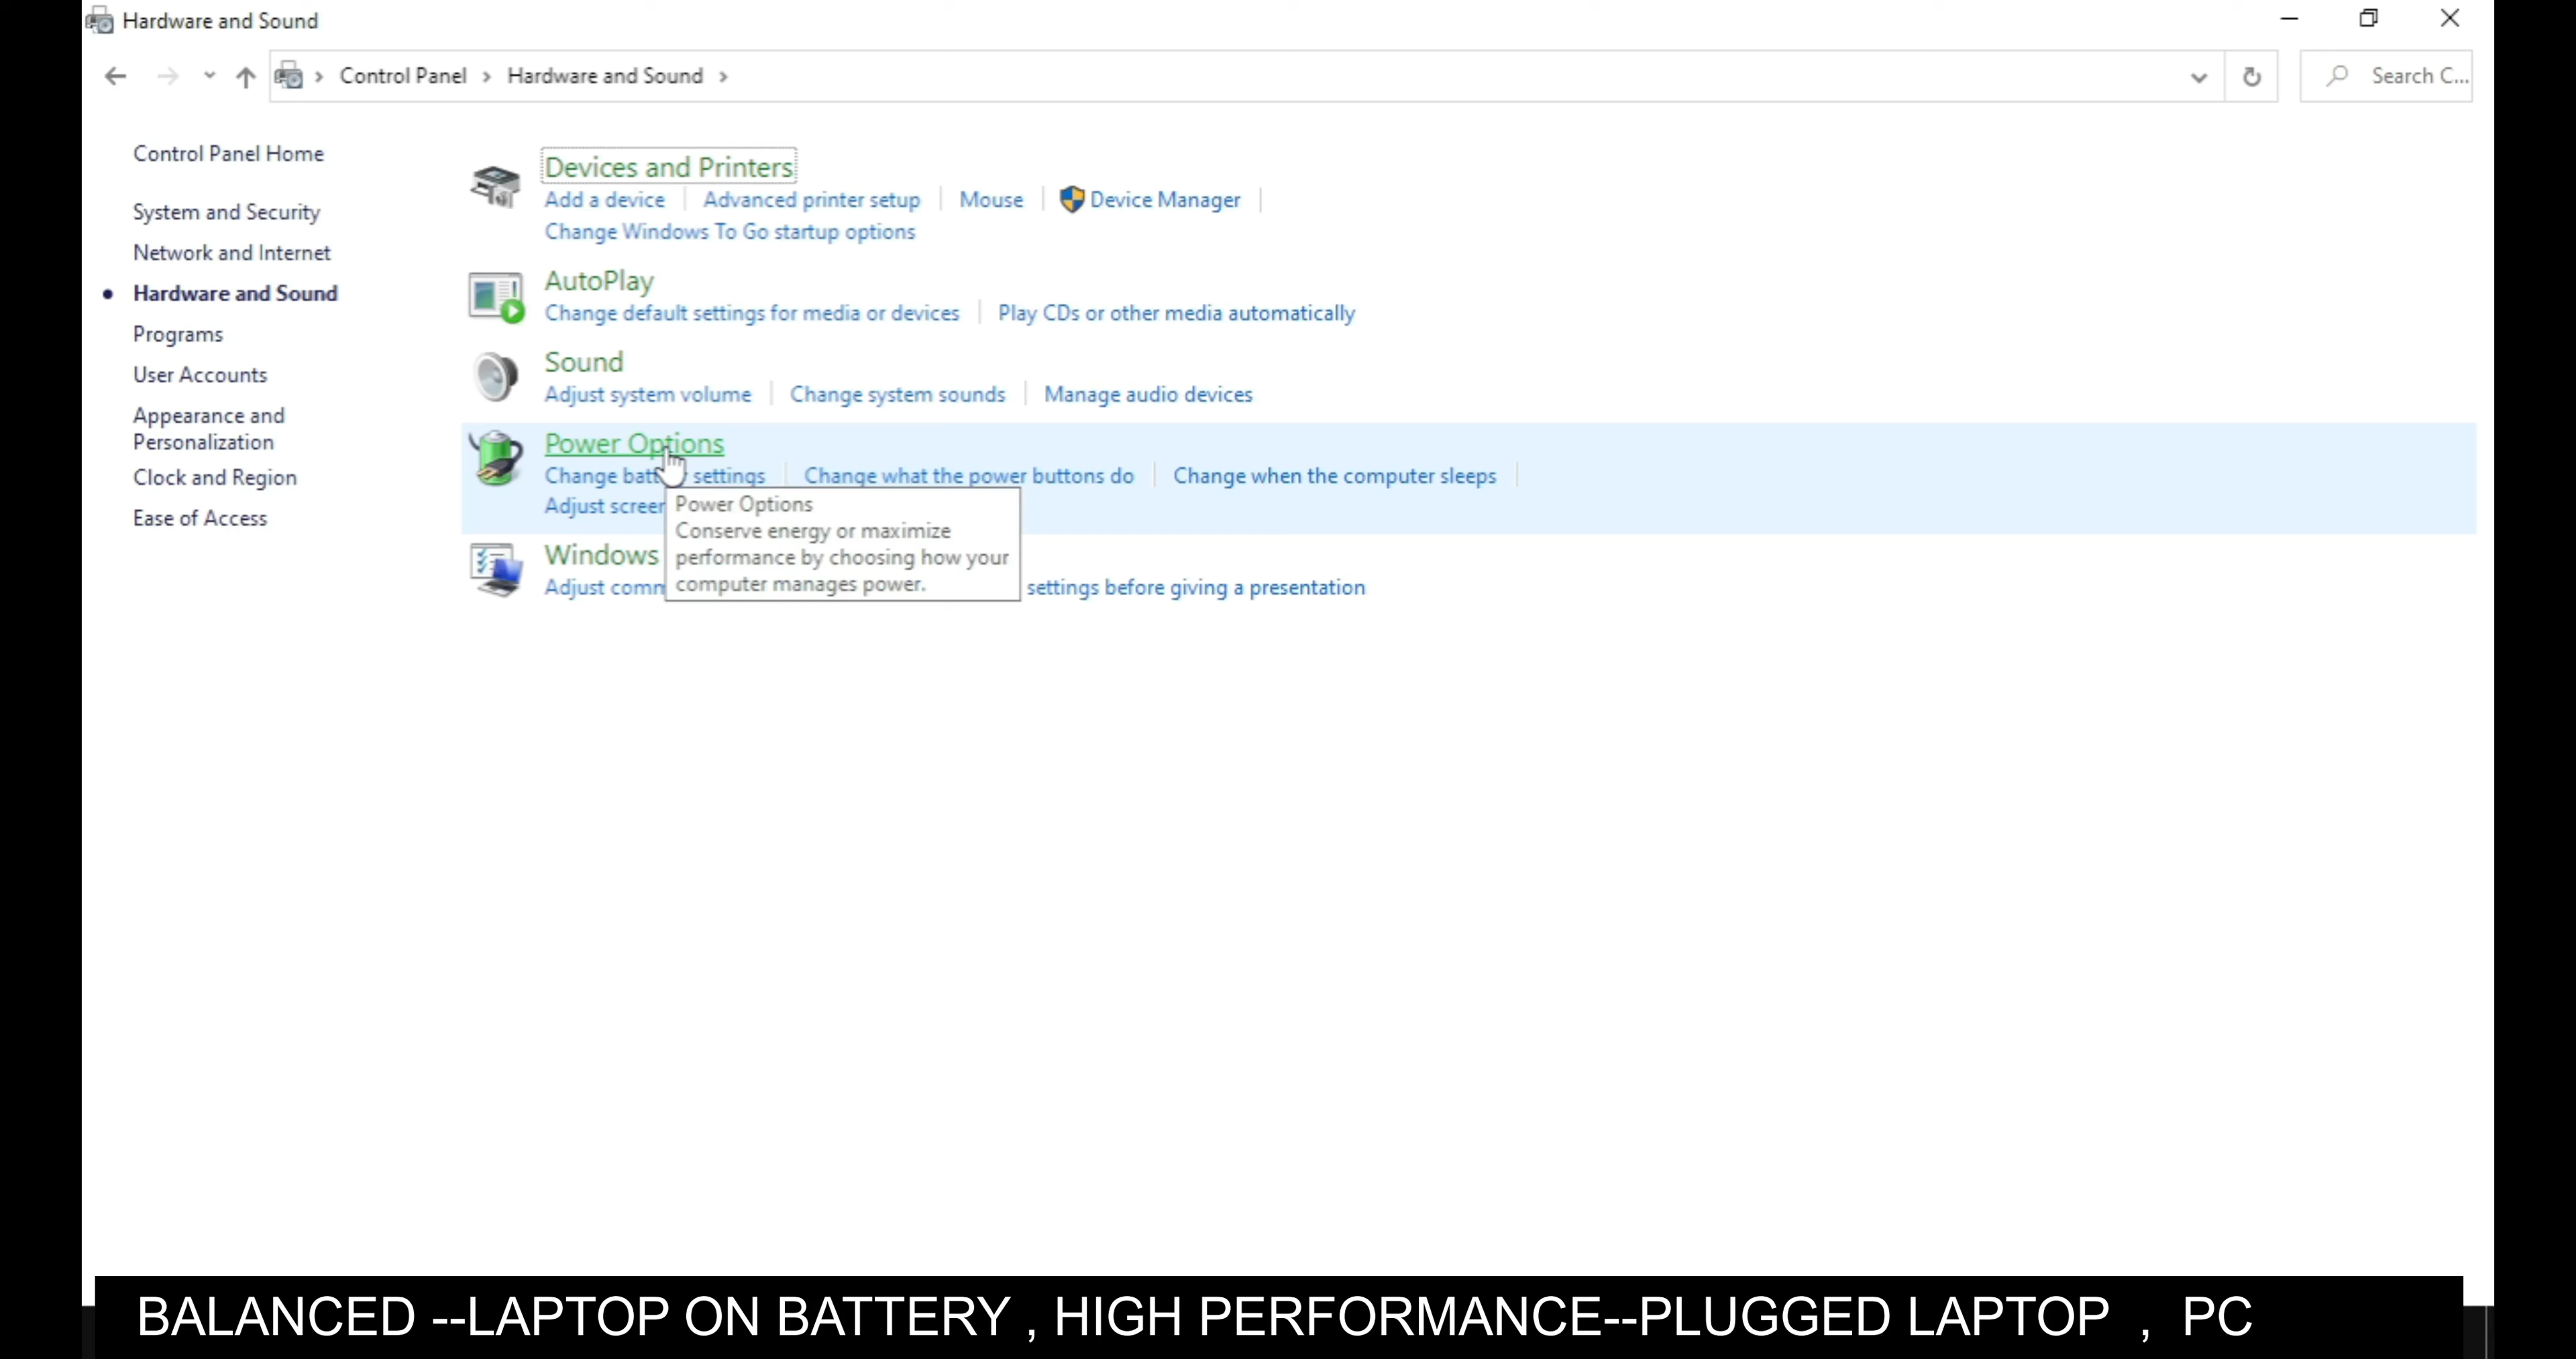 Hardware and Sound
Control Panel Hardware and Sound
Search C...
Control Panel Home
System and Security
Network and Internet
Hardware and Sound
Programs
User Accounts
Appearance and
Personalization
Clock and Region
Ease of Access
Devices and Printers
Add a device Advanced printer setup Mouse Device Manager
Change Windows To Go startup options
AutoPlay
Change default settings for media or devices Play CDs or other media automatically
Sound
Adjust system volume Change system sounds Manage audio devices
Power Options
Change settings Change what the power buttons do Change when the computer sleeps
Adjust
Power Options
Conserve energy or maximize
performance by choosing how your
computer manages power.
Windows
Adjust settings before giving a presentation
BALANCED --LAPTOP ON BATTERY , HIGH PERFORMANCE--PLUGGED LAPTOP , PC